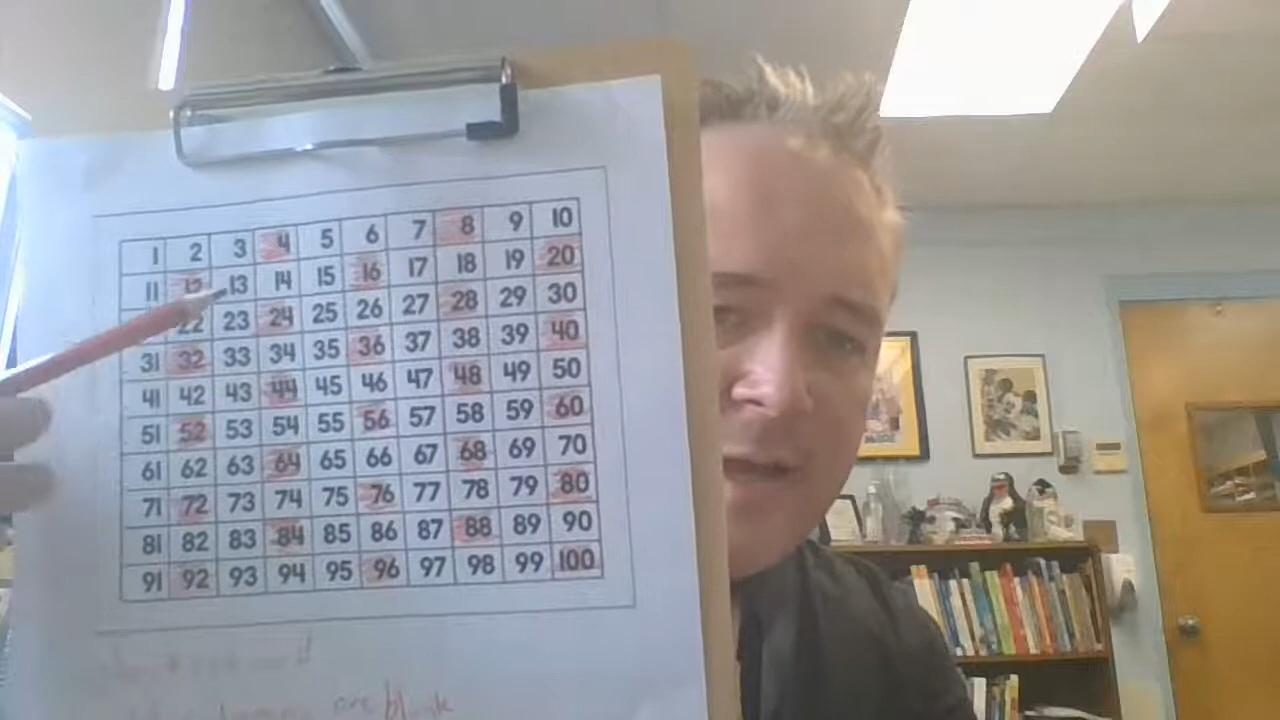 1 2 3 4 5 6 7 8 9 10
11 12 13 14 15 16 17 18 19 20
22 23 24 25 26 27 28 29 30
31 32 33 34 35 36 37 38 39 40
41 42 43 44 45 46 47 48 49 50
51 52 53 54 55 56 57 58 59 60
61 62 63 64 65 66 67 68 69 70
71 72 73 74 75 76 77 78 79 80
81 82 83 84 85 86 87 88 89 90
91 92 93 94 95 96 97 98 99 100
are blank